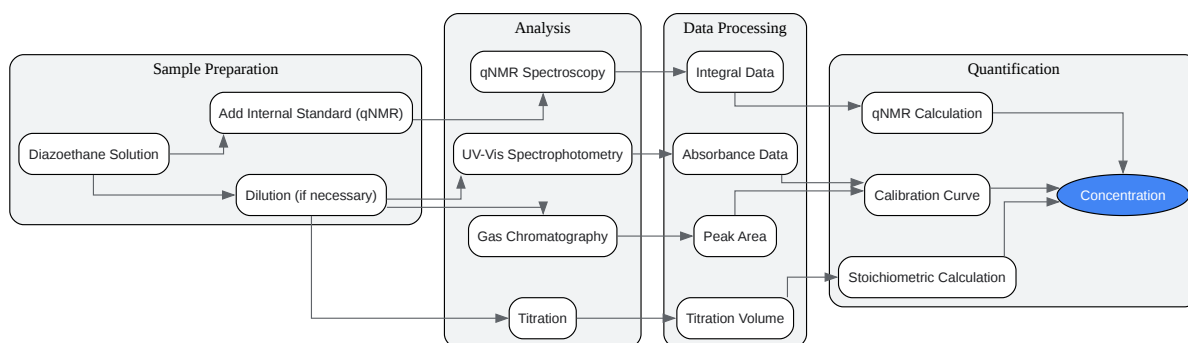 Sample Preparation
Diazoethane Solution
Add Internal Standard (qNMR)
Dilution (if necessary)
Analysis
qNMR Spectroscopy
UV-Vis Spectrophotometry
Gas Chromatography
Titration
Data Processing
Integral Data
Absorbance Data
Peak Area
Titration Volume
Quantification
qNMR Calculation
Calibration Curve
Stoichiometric Calculation
Concentration